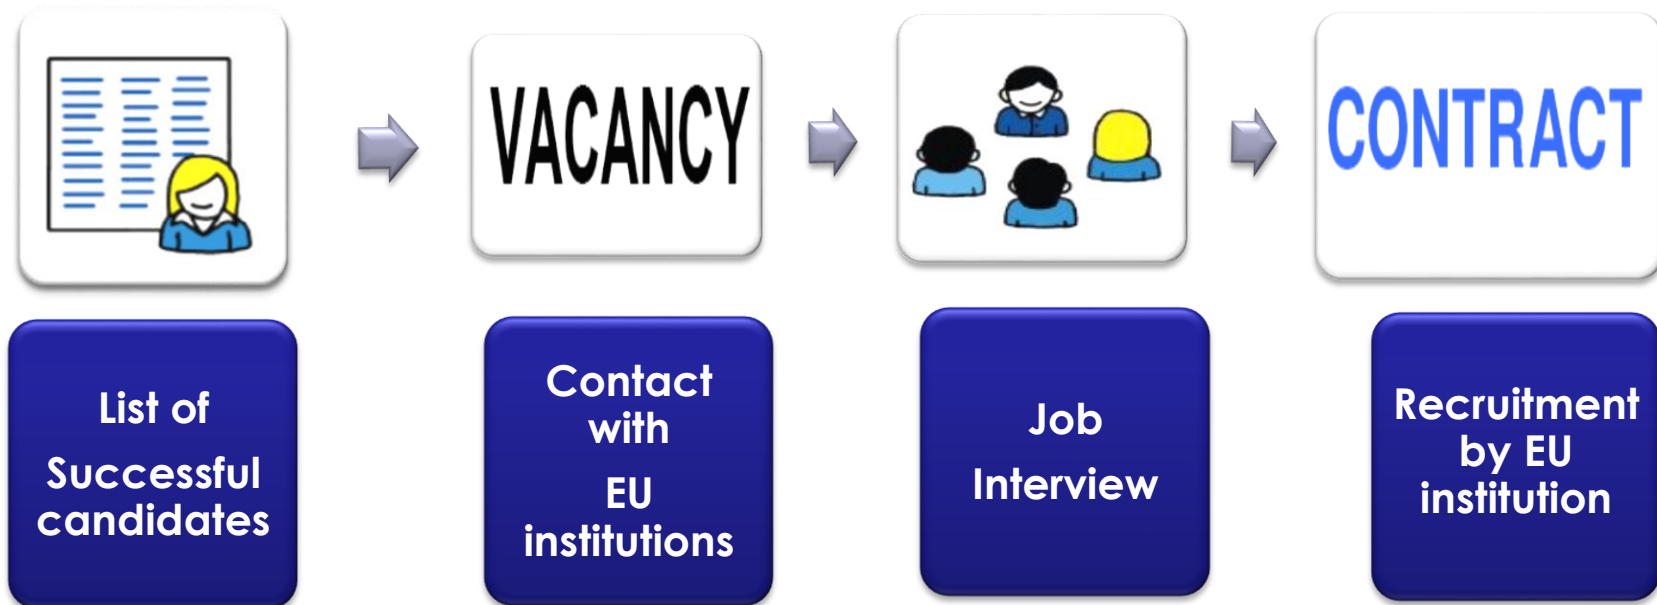 VACANCY
CONTRACT
List of
Successful
candidates
Contact
with
EU
institutions
Job
Interview
Recruitment
by EU
institution